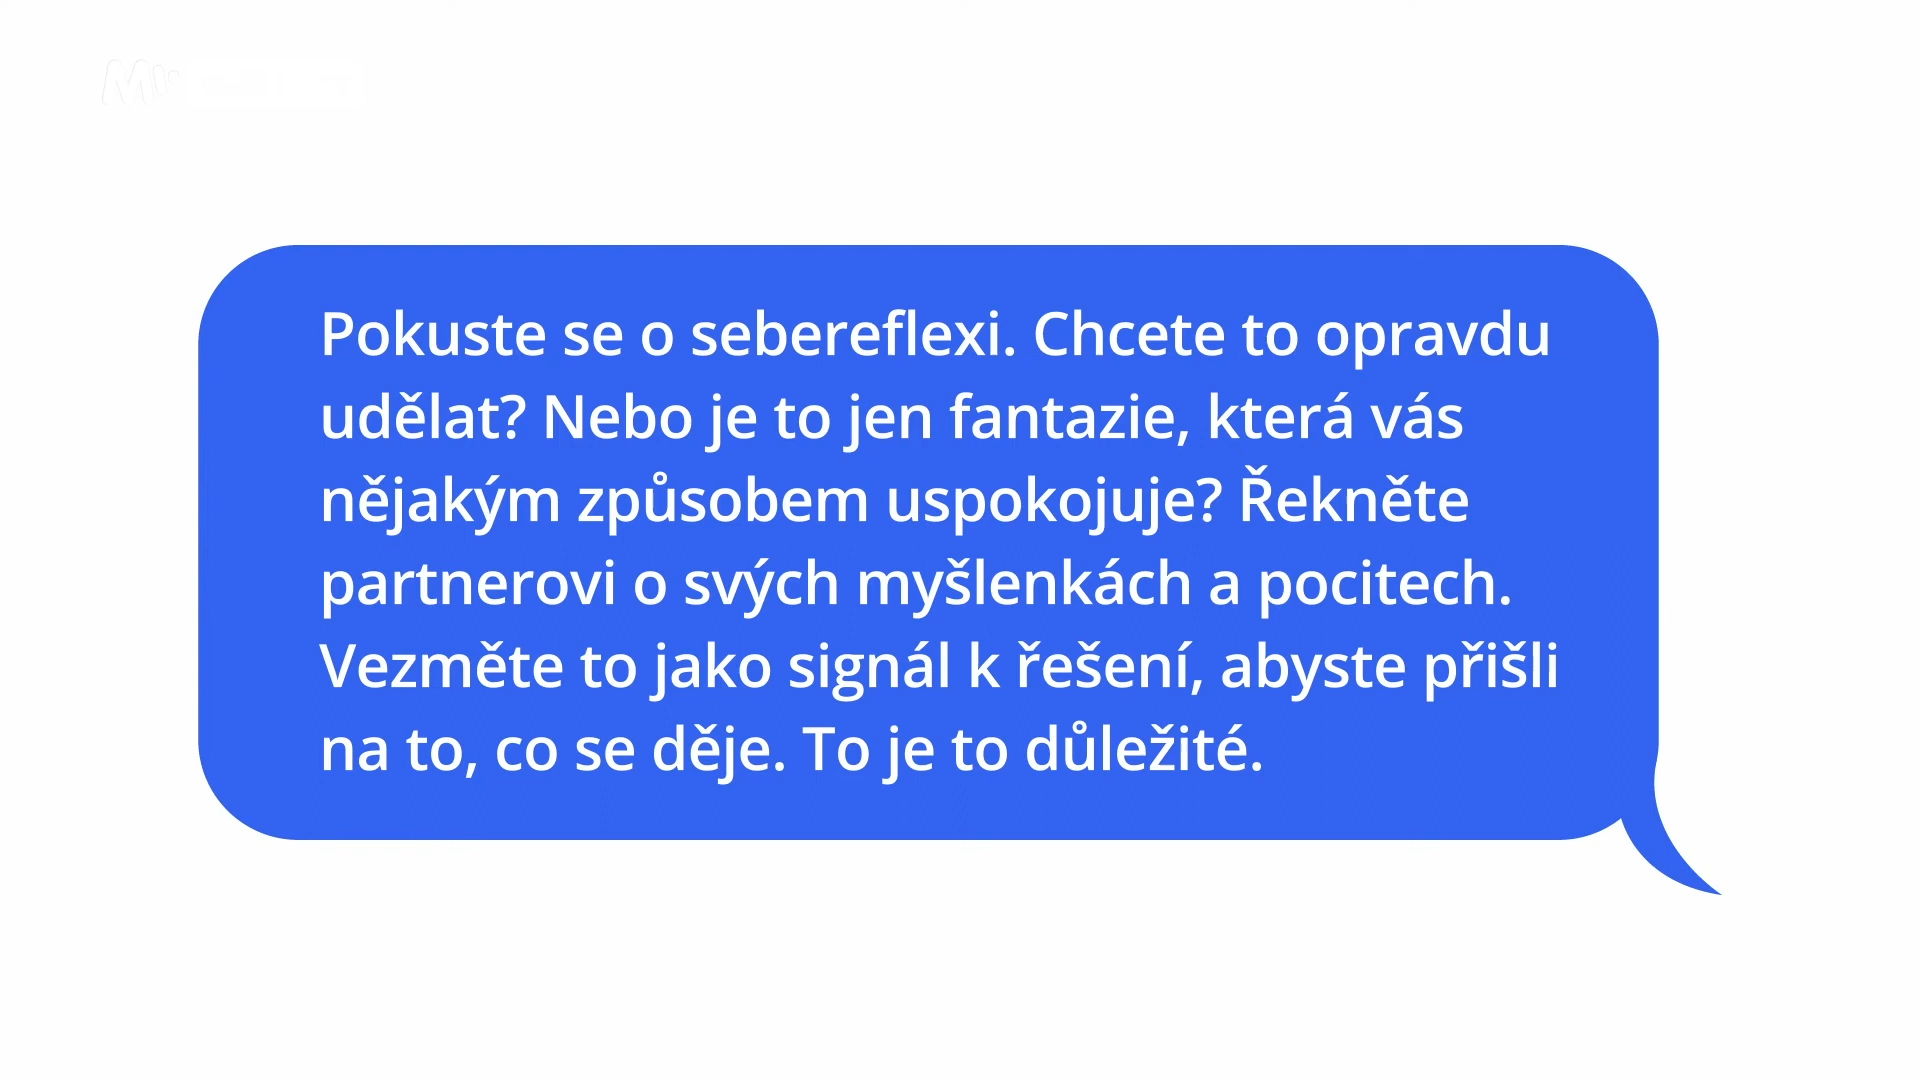 Pokuste se o sebereflexi. Chcete to opravdu
udělat? Nebo je to jen fantazie, která vás
nějakým způsobem uspokojuje? Řekněte
partnerovi o svých myšlenkách a pocitech.
Vezměte to jako signál k řešení, abyste přišli
na to, co se děje. To je to důležité.